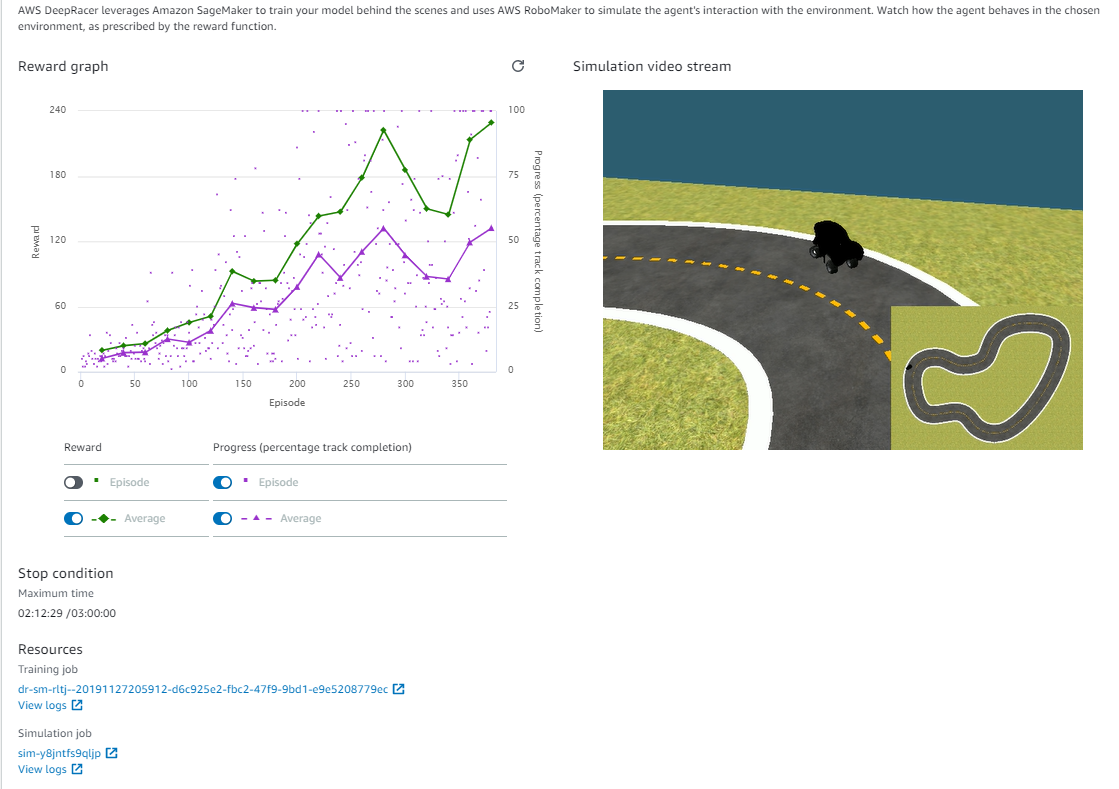 AWS DeepRacer leverages Amazon SageMaker to train your model behind the scenes and uses AWS RoboMaker to simulate the agent's interaction with the environment. Watch how the agent behaves in the chosen
environment, as prescribed by the reward function.
Reward graph
Simulation video stream
240
180
120
60
0
Reward
100
75
50
25
0
Progress (percentage track completion)
0 50 100 150 200 250 300 350
Episode
Reward
Progress (percentage track completion)
Episode
Episode
Average
Average
Stop condition
Maximum time
02:12:29 /03:00:00
Resources
Training job
dr-sm-rltj--20191127205912-d6c925e2-fbc2-47f9-9bd1-e9e5208779ec
View logs
Simulation job
sim-y8jntfs9qljp
View logs